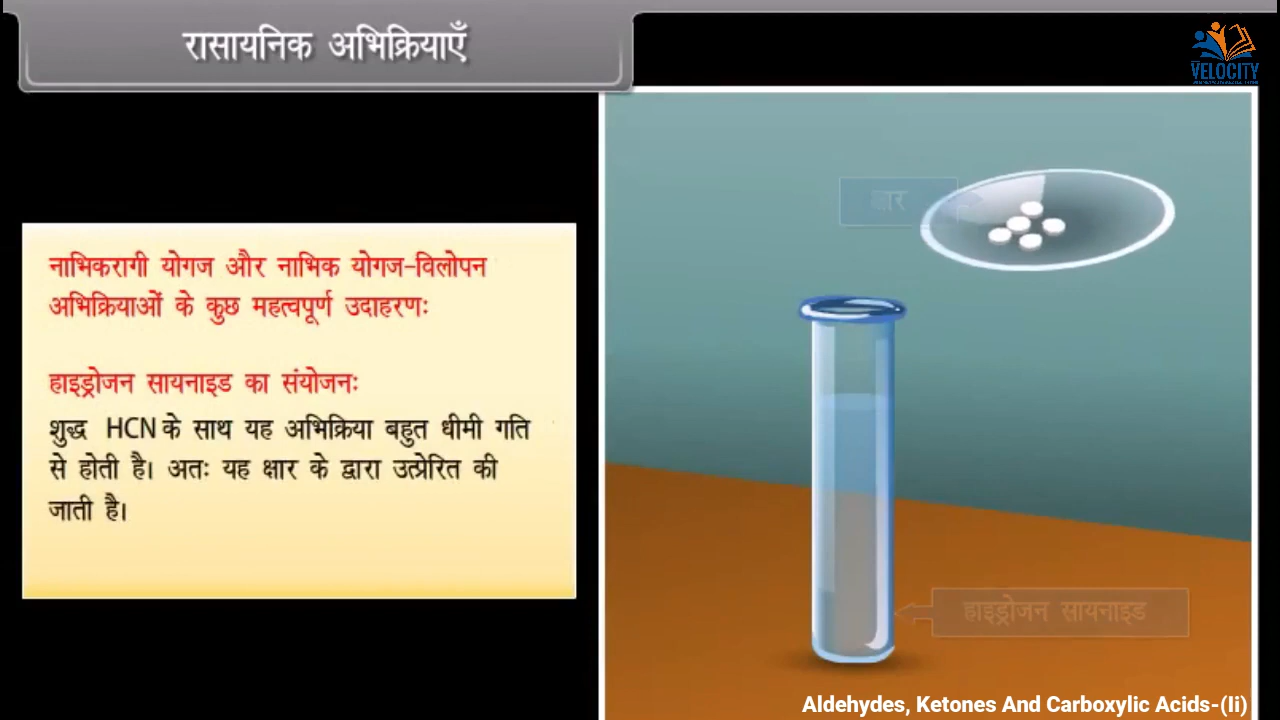 रासायनिक अभिक्रियाएँ
VELOCITY
नाभिकरागी योगज और नाभिक योगज-विलोपन
अभिक्रियाओं के कुछ महत्वपूर्ण उदाहरणः
हाइड्रोजन सायनाइड का संयोजनः
शुद्ध HCN के साथ यह अभिक्रिया बहुत धीमी गति
से होती है। अतः यह क्षार के द्वारा उत्प्रेरित की
जाती है।
क्षार
हाइड्रोजन सायनाइड
Aldehydes, Ketones And Carboxylic Acids-(Ii)